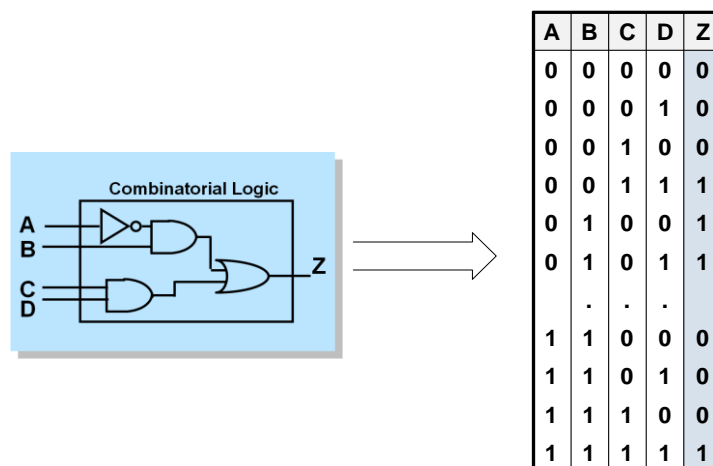 Combinatorial Logic
A
B
C
D
Z
A B C D Z
0 0 0 0 0
0 0 0 1 0
0 0 1 0 0
0 0 1 1 1
0 1 0 0 1
0 1 0 1 1
. . .
1 1 0 0 0
1 1 0 1 0
1 1 1 0 0
1 1 1 1 1